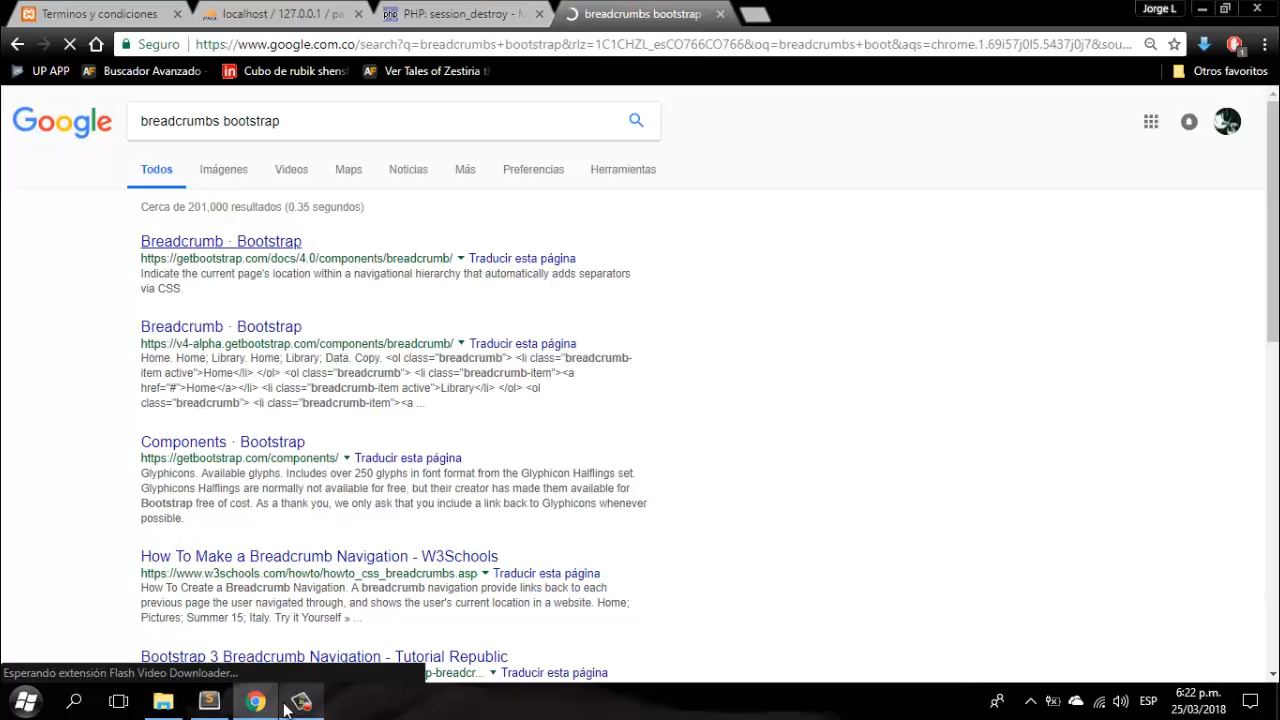 Terminos y condiciones
localhost / 127.0.0.1 / pa
php PHP: session_destroy - M
breadcrumbs bootstrap
Jorge L
Seguro https://www.google.com.co/search?q=breadcrumbs+bootstrap&rlz=1C1CHZL_esCO766CO766&oq=breadcrumbs+boot&aqs=chrome.1.69i57j0l5.5437j0j7&sou...
UP APP
AF Buscador Avanzado -
in Cubo de rubik shens
AF Ver Tales of Zestiria th
Otros favoritos
Google
breadcrumbs bootstrap
Todos Imágenes Videos Maps Noticias Más Preferencias Herramientas
Cerca de 201,000 resultados (0.35 segundos)
Breadcrumb · Bootstrap
https://getbootstrap.com/docs/4.0/components/breadcrumb/ Traducir esta página
Indicate the current page's location within a navigational hierarchy that automatically adds separators
via CSS.
Breadcrumb · Bootstrap
https://v4-alpha.getbootstrap.com/components/breadcrumb/ Traducir esta página
Home. Home; Library. Home; Library; Data. Copy. <ol class="breadcrumb"> <li class="breadcrumb-
item active">Home</li> </ol> <ol class="breadcrumb"> <li class="breadcrumb-item"><a
href="#">Home</a></li> <li class="breadcrumb-item active">Library</li> </ol> <ol
class="breadcrumb"> <li class="breadcrumb-item"><a ...
Components · Bootstrap
https://getbootstrap.com/components/ Traducir esta página
Glyphicons. Available glyphs. Includes over 250 glyphs in font format from the Glyphicon Halflings set.
Glyphicons Halflings are normally not available for free, but their creator has made them available for
Bootstrap free of cost. As a thank you, we only ask that you include a link back to Glyphicons whenever
possible.
How To Make a Breadcrumb Navigation - W3Schools
https://www.w3schools.com/howto/howto_css_breadcrumbs.asp Traducir esta página
How To Create a Breadcrumb Navigation. A breadcrumb navigation provide links back to each
previous page the user navigated through, and shows the user's current location in a website. Home;
Pictures; Summer 15; Italy. Try it Yourself » ...
Bootstrap 3 Breadcrumb Navigation - Tutorial Republic
p-breadcr... Traducir esta página
Esperando extensión Flash Video Downloader...
ESP
6:22 p.m.
25/03/2018